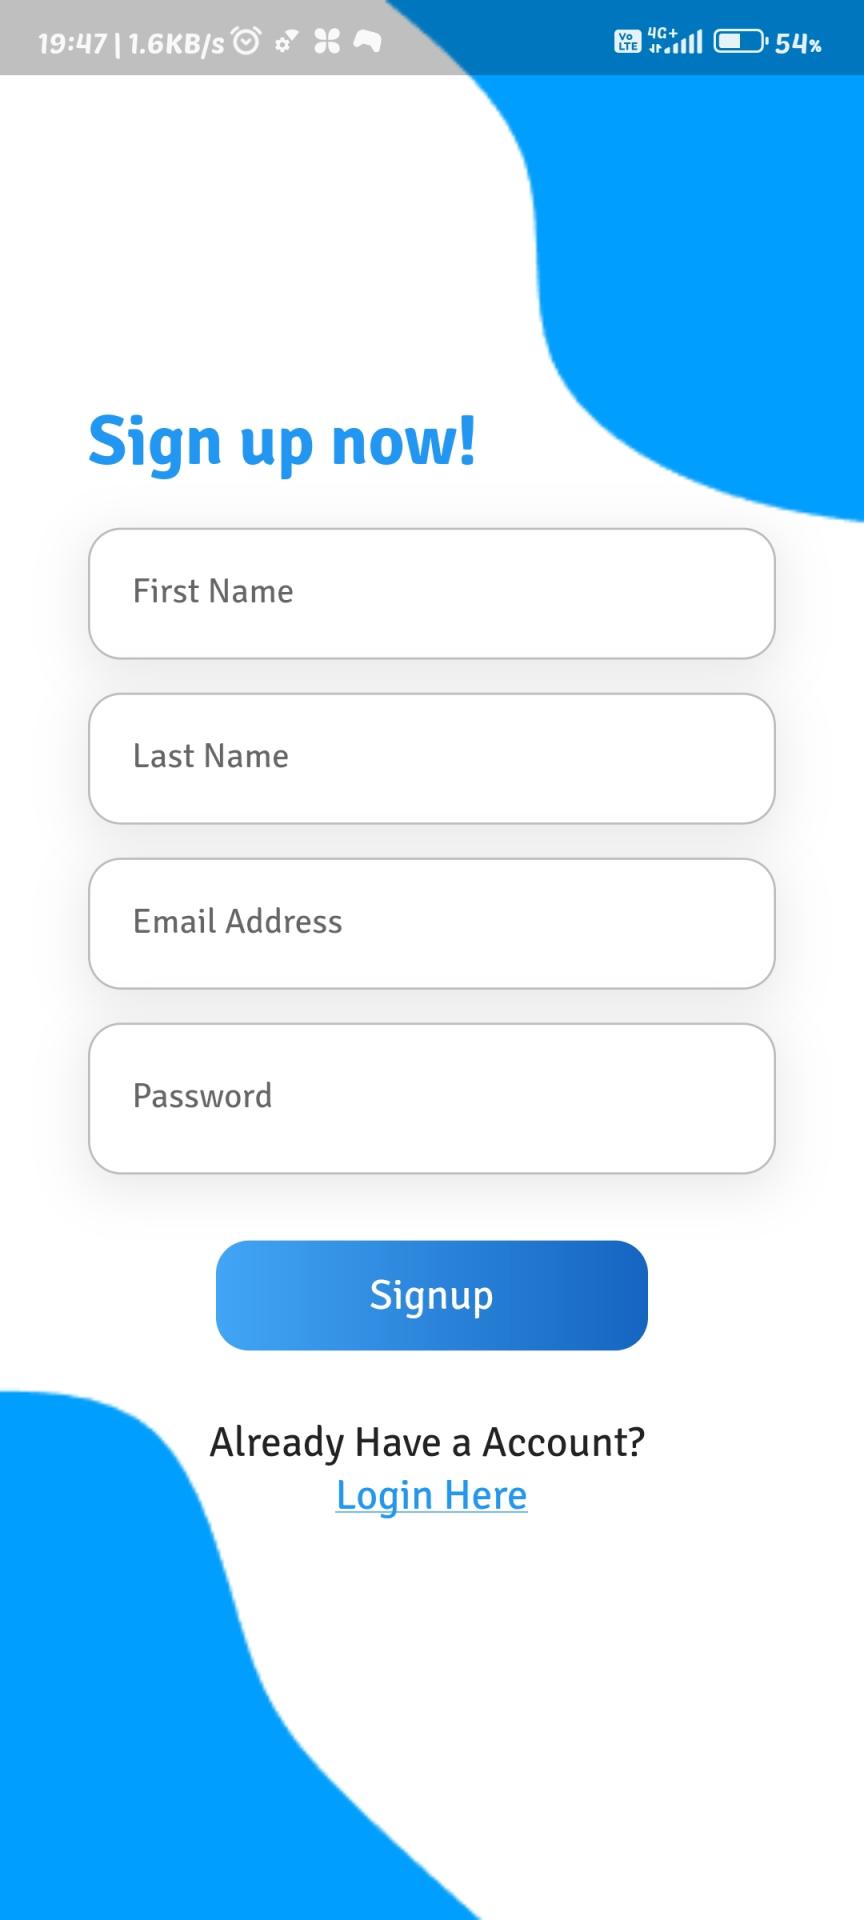 19:47 | 1.6KB/s
Vo LTE 4G+ 54%
Sign up now!
First Name
Last Name
Email Address
Password
Signup
Already Have a Account?
Login Here